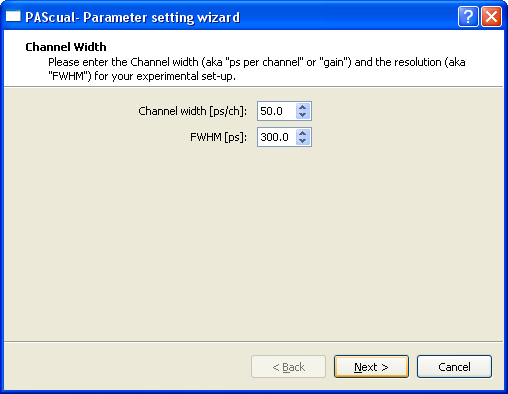 PAScual- Parameter setting wizard
Channel Width
Please enter the Channel width (aka "ps per channel" or "gain") and the resolution (aka
"FWHM") for your experimental set-up.
Channel width [ps/ch]: 50.0
FWHM [ps]: 300.0
< Back Next > Cancel